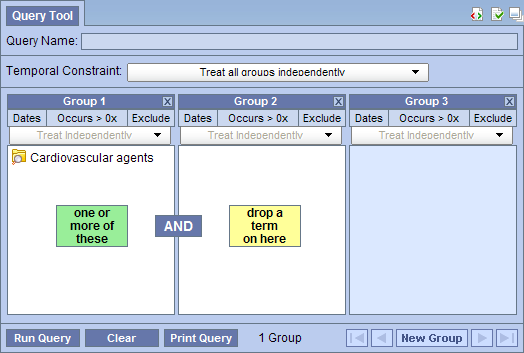 Query Tool
Query Name:
Temporal Constraint: Treat all groups independently
Group 1 X Group 2 X Group 3 X
Dates Occurs > 0x Exclude Dates Occurs > 0x Exclude Dates Occurs > 0x Exclude
Treat Independently Treat Independently Treat Independently
Cardiovascular agents
one or
more of
these
AND
drop a
term
on here
Run Query Clear Print Query 1 Group New Group